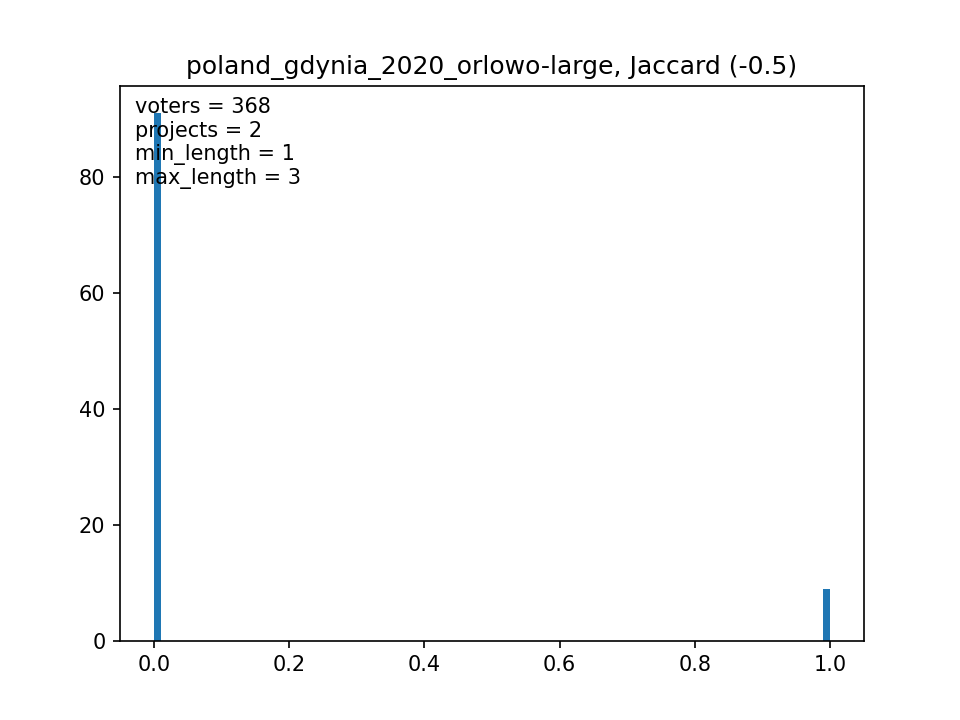 poland_gdynia_2020_orlowo-large, Jaccard (-0.5)
voters = 368
projects = 2
min_length = 1
max_length = 3
80
60
40
20
0
0.0 0.2 0.4 0.6 0.8 1.0